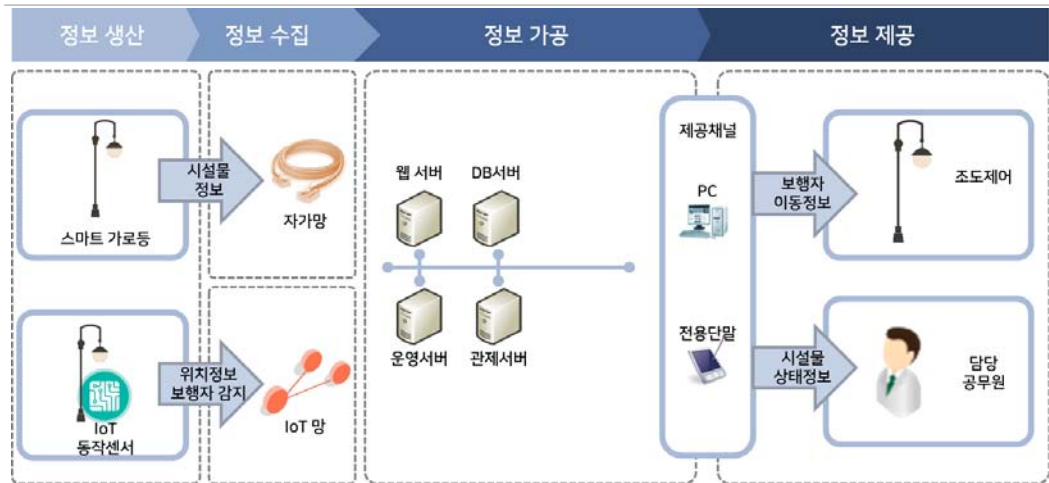 정보 생산
정보 수집
정보 가공
정보 제공
스마트 가로등
시설물
정보
자가망
IoT
동작센서
위치정보
보행자 감지
IoT 망
웹 서버
DB서버
운영서버
관제서버
제공채널
PC
전용단말
보행자
이동정보
조도제어
시설물
상태정보
담당
공무원